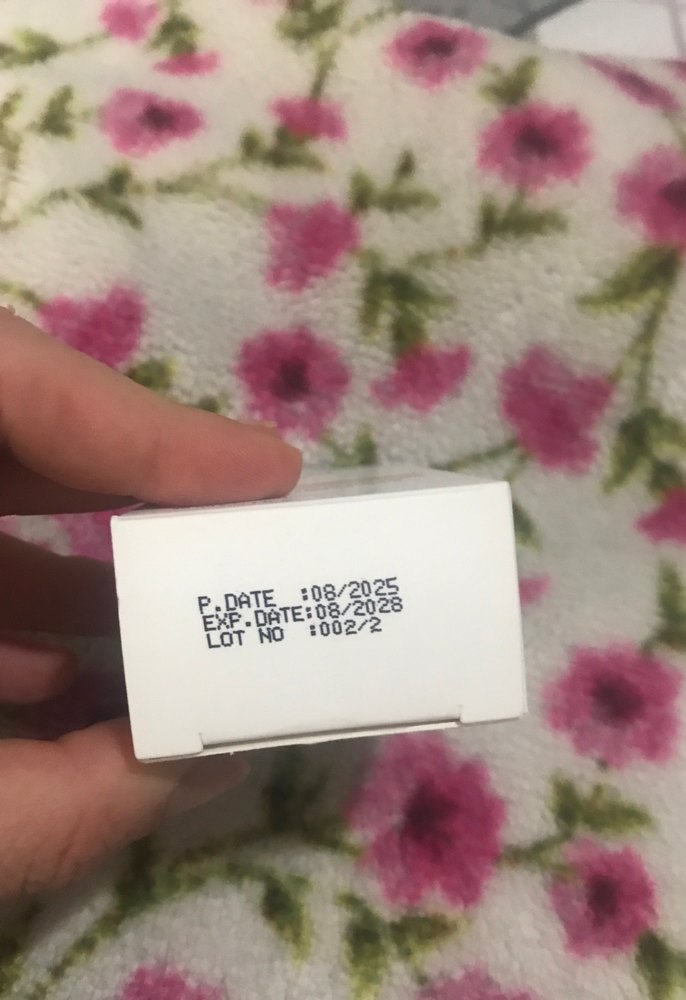 P.DATE :08/2025
EXP.DATE:08/2028
LOT NO :002/2